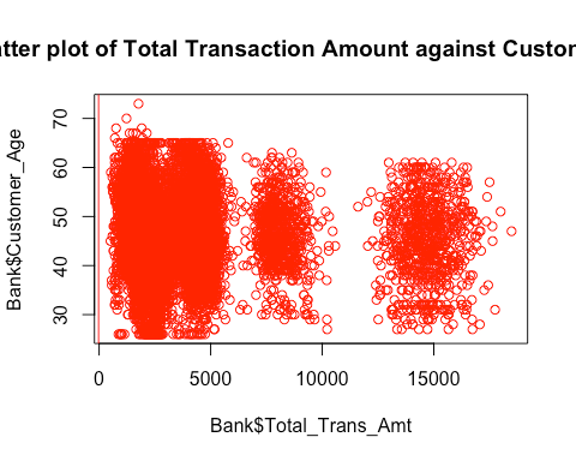 atter plot of Total Transaction Amount against Custor
Bank$Customer_Age
70
60
50
40
30
0 5000 10000 15000
Bank$Total_Trans_Amt